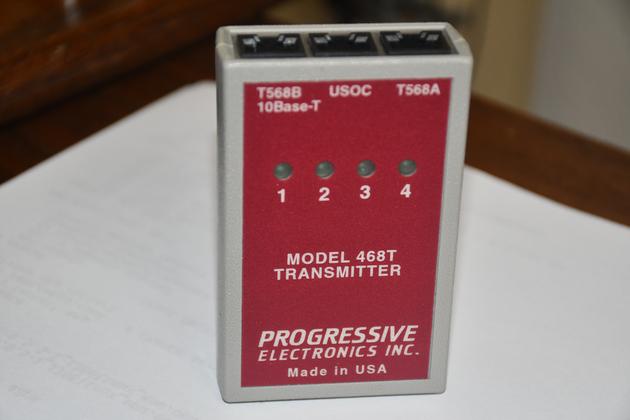 T568B USOC T568A
10Base-T
1 2 3 4
MODEL 468T
TRANSMITTER
PROGRESSIVE
ELECTRONICS INC.
Made in USA